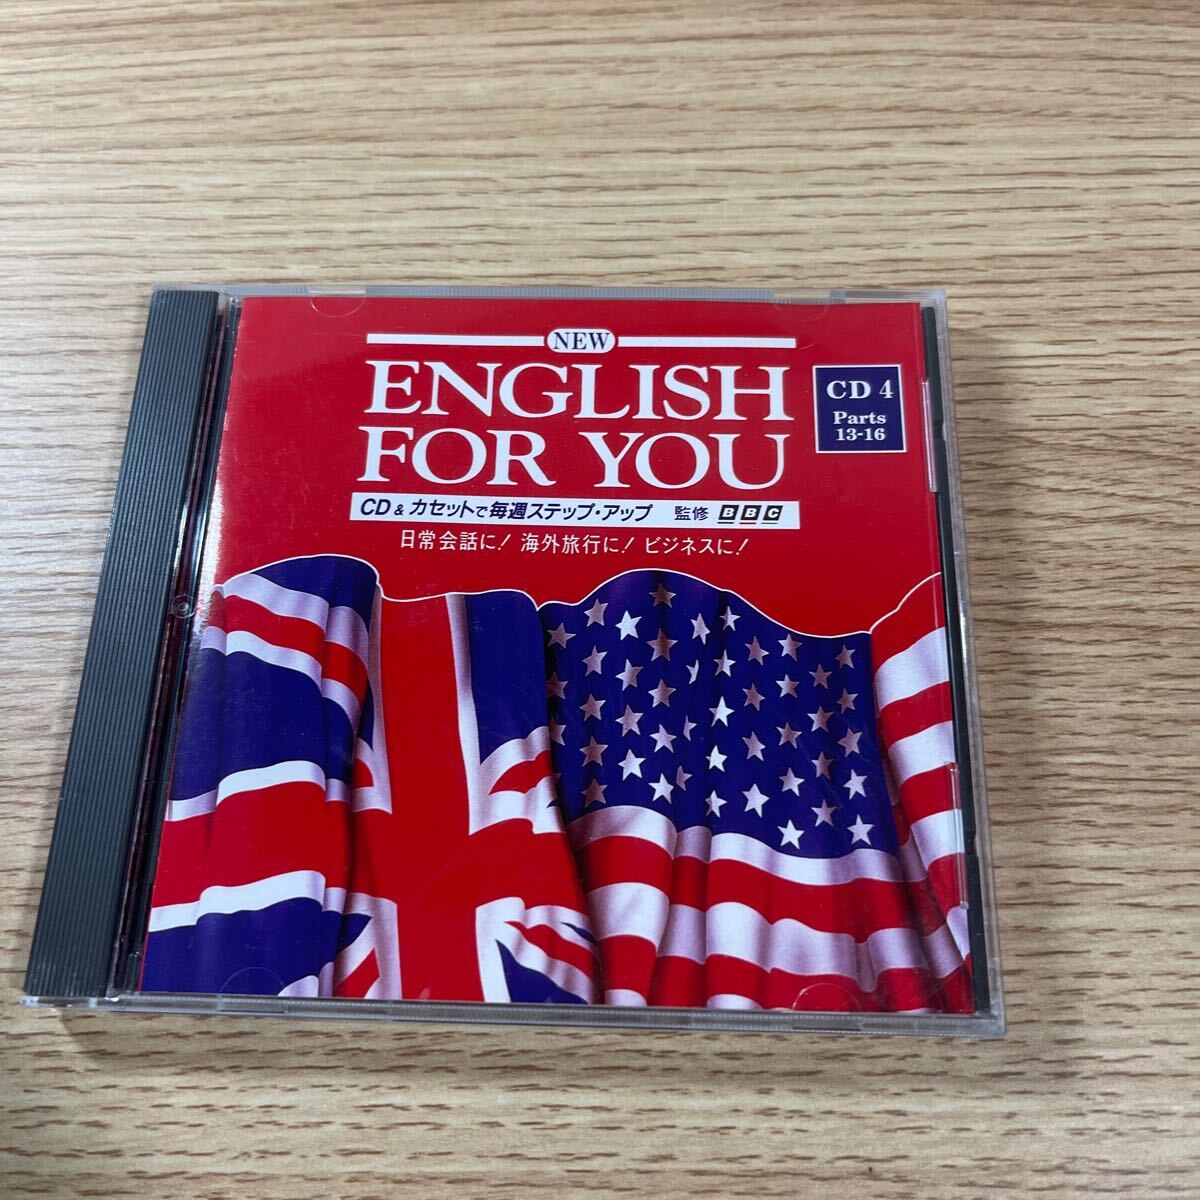 NEW
ENGLISH
FOR YOU
CD 4
Parts
13-16
CD & カセットで毎週ステップ・アップ 監修 BBC
日常会話に! 海外旅行に! ビジネスに!